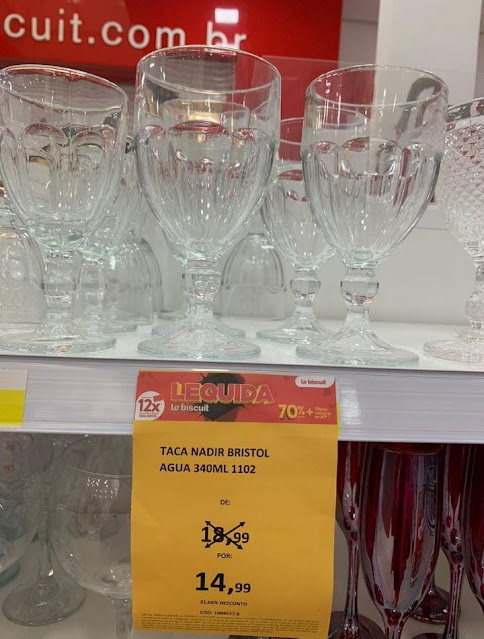 cuit.com.br
12x
LEQUIDA
Le biscuit
le biscuit
70%+
TACA NADIR BRISTOL
AGUA 340ML 1102
DE:
18,99
POR:
14,99
21,06% DESCONTO